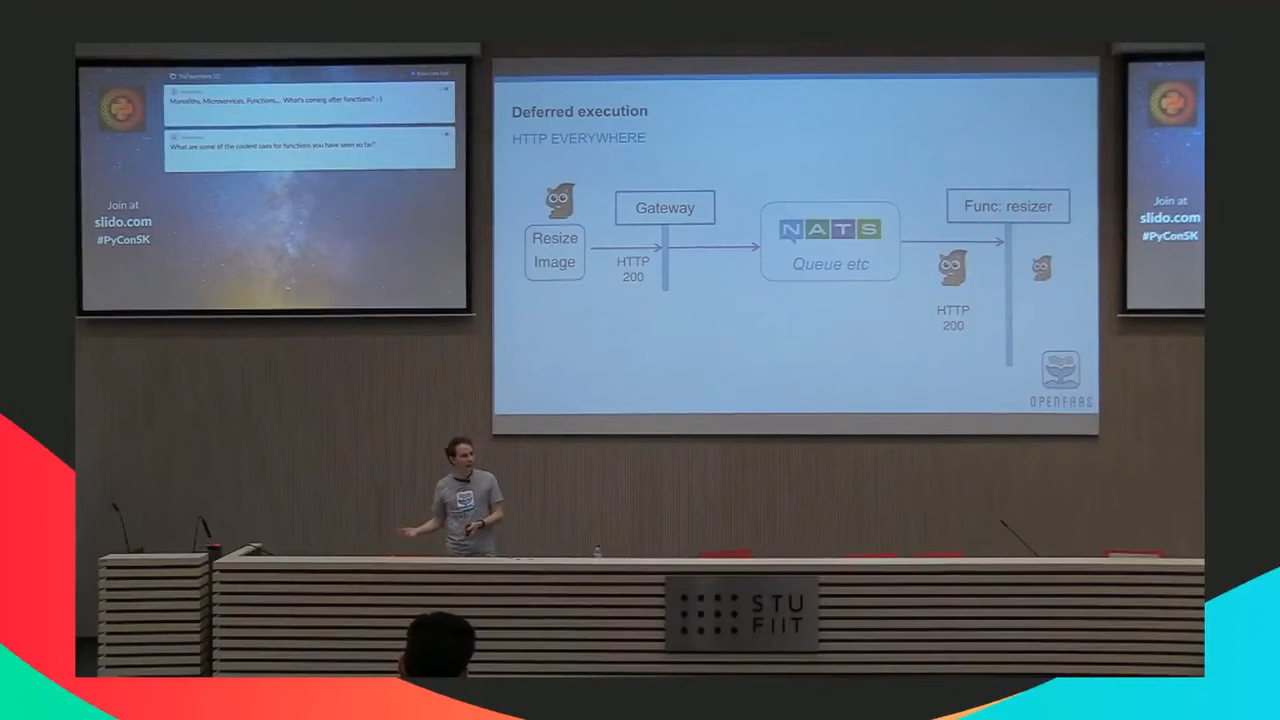 Monoliths, Microservices, Functions,... What's coming after functions? :-)
What are some of the coolest uses for functions you have seen so far?
Join at
slido.com
#PyConSK
Deferred execution
HTTP EVERYWHERE
Resize
Image
Gateway
HTTP
200
NATS
Queue etc
Func: resizer
HTTP
200
OPENFAAS
Join at
slido.com
#PyConSK
STU
FIIT